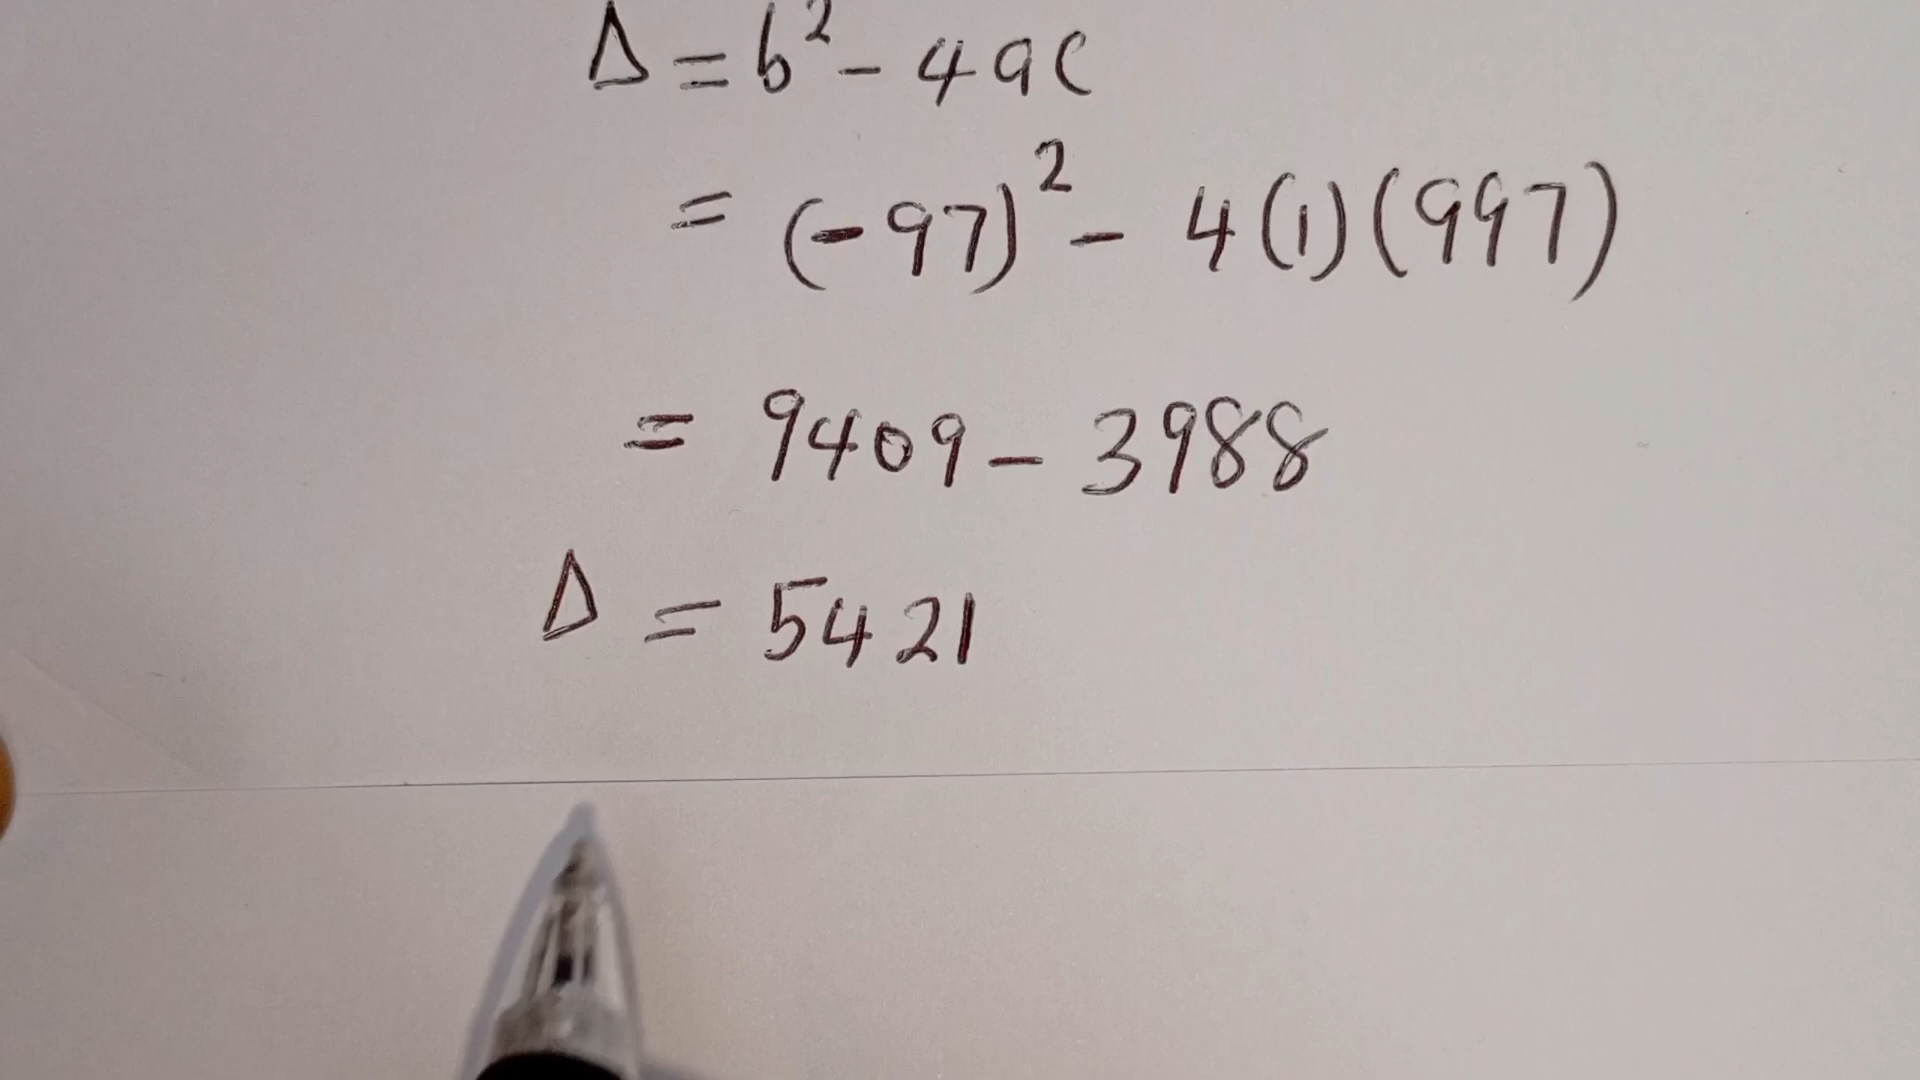 Δ = b² - 4ac
= (-97)² - 4(1)(997)
= 9409 - 3988
Δ = 5421